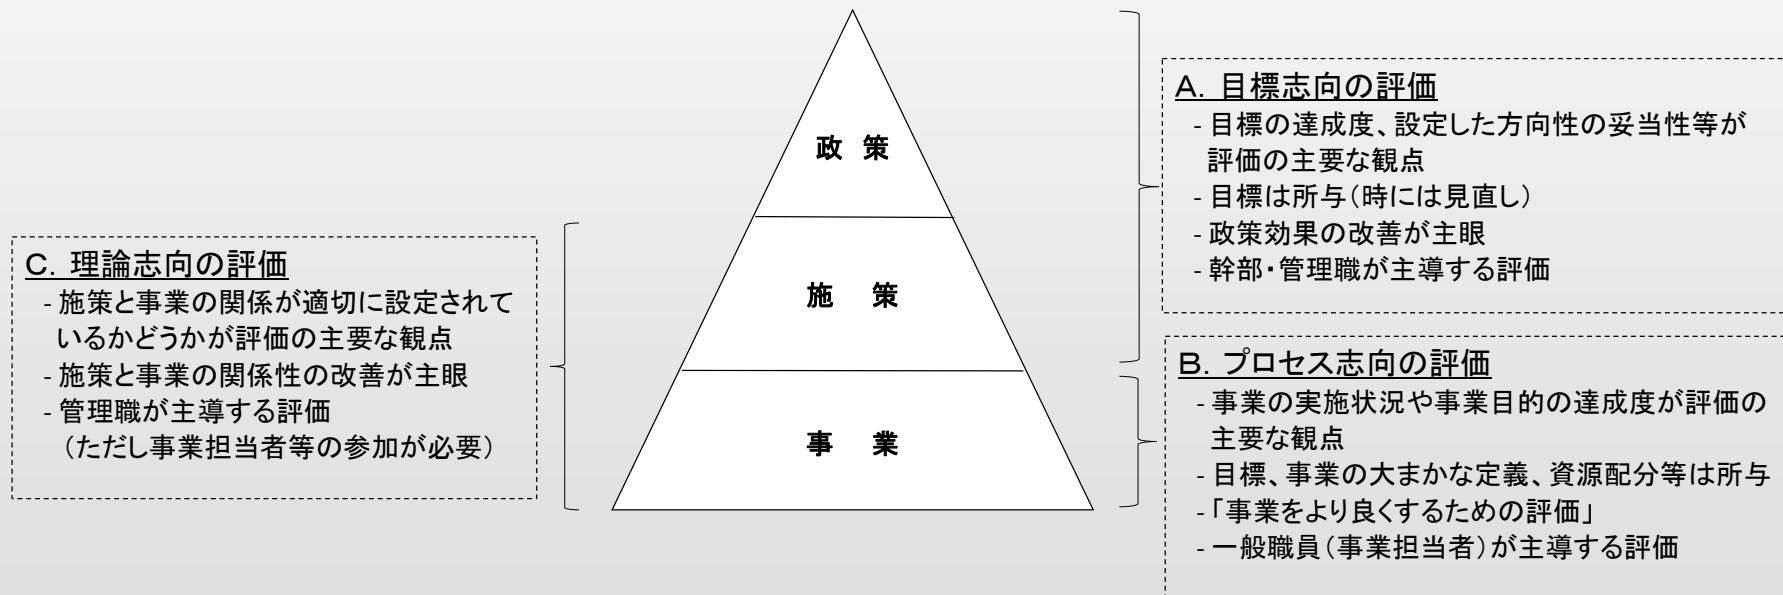 政 策
施 策
事 業
A. 目標志向の評価
- 目標の達成度、設定した方向性の妥当性等が
評価の主要な観点
- 目標は所与(時には見直し)
- 政策効果の改善が主眼
- 幹部・管理職が主導する評価
B. プロセス志向の評価
- 事業の実施状況や事業目的の達成度が評価の
主要な観点
- 目標、事業の大まかな定義、資源配分等は所与
- 「事業をより良くするための評価」
- 一般職員(事業担当者)が主導する評価
C. 理論志向の評価
- 施策と事業の関係が適切に設定されて
いるかどうかが評価の主要な観点
- 施策と事業の関係性の改善が主眼
- 管理職が主導する評価
(ただし事業担当者等の参加が必要)